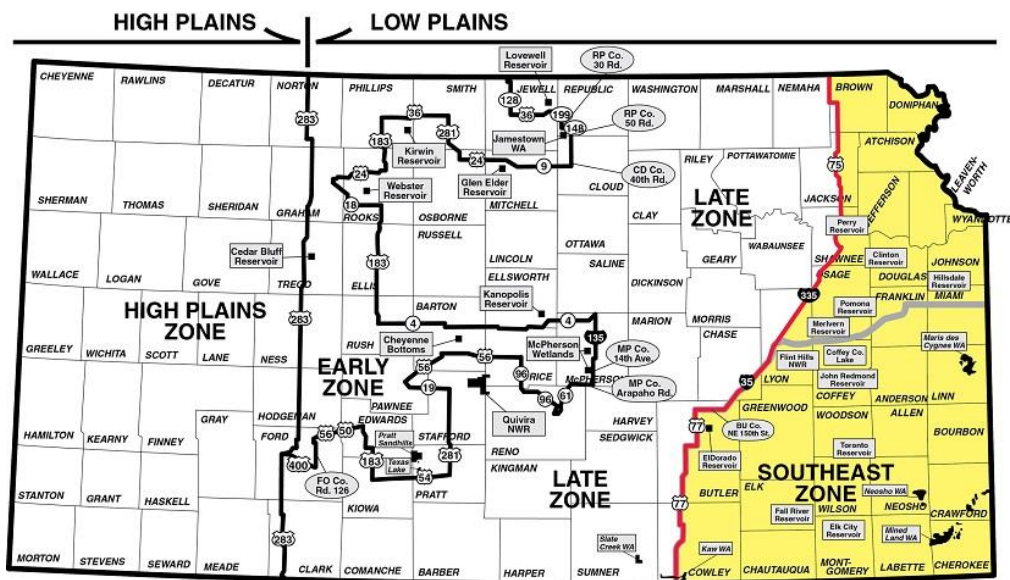 HIGH PLAINS
LOW PLAINS
CHEYENNE
RAWLINS
DECATUR
NORTON
PHILLIPS
SMITH
JEWELL
REPUBLIC
WASHINGTON
MARSHALL
NEMAHA
BROWN
DONIPHAN
Lovewell
Reservoir
RP Co.
30 Rd.
128
36
199
148
RP Co.
50 Rd.
Jamestown
WA
283
36
183
281
Kirwin
Reservoir
24
9
24
Webster
Reservoir
Glen Elder
Reservoir
CD Co.
40th Rd.
18
SHERMAN
THOMAS
SHERIDAN
GRAHAM
ROOKS
OSBORNE
MITCHELL
CLOUD
CLAY
RILEY
POTTAWATOMIE
JACKSON
75
ATCHISON
JEFFERSON
LEAVEN-
WORTH
WYANDOTTE
LATE
ZONE
Perry
Reservoir
WALLACE
LOGAN
GOVE
TREGO
ELLIS
RUSSELL
LINCOLN
OTTAWA
SALINE
DICKINSON
GEARY
WABAUNSEE
SHAWNEE
DOUGLAS
JOHNSON
Cedar Bluff
Reservoir
183
ELLSWORTH
Kanopolis
Reservoir
Clinton
Reservoir
Hillsdale
Reservoir
OSAGE
FRANKLIN
MIAMI
335
Pomona
Reservoir
Merlvern
Reservoir
HIGH PLAINS
ZONE
283
BARTON
4
4
135
MARION
MORRIS
CHASE
GREELEY
WICHITA
SCOTT
LANE
NESS
RUSH
Cheyenne
Bottoms
McPherson
Wetlands
MP Co.
14th Ave.
EARLY
ZONE
56
56
96
RICE
McPHERSON
MP Co.
Arapaho Rd.
19
96
61
35
LYON
Flint Hills
NWR
Coffey Co.
Lake
John Redmond
Reservoir
Maris des
Cygnes WA
COFFEY
ANDERSON
LINN
HAMILTON
KEARNY
FINNEY
GRAY
HODGEMAN
FORD
PAWNEE
EDWARDS
STAFFORD
Quivira
NWR
HARVEY
RENO
SEDGWICK
77
BU Co.
NE 150th St.
GREENWOOD
WOODSON
ALLEN
BOURBON
56
50
400
183
Pratt
Sandhills
Texas
Lake
281
54
FO Co.
Rd. 126
ElDorado
Reservoir
Toronto
Reservoir
STANTON
GRANT
HASKELL
KIOWA
PRATT
KINGMAN
LATE
ZONE
SOUTHEAST
ZONE
77
BUTLER
ELK
WILSON
Fall River
Reservoir
Neosho WA
NEOSHO
CRAWFORD
Elk City
Reservoir
Mined
Land WA
283
Slate
Creek WA
Kaw WA
MORTON
STEVENS
SEWARD
MEADE
CLARK
COMANCHE
BARBER
HARPER
SUMNER
COWLEY
CHAUTAUQUA
MONT-
GOMERY
LABETTE
CHEROKEE